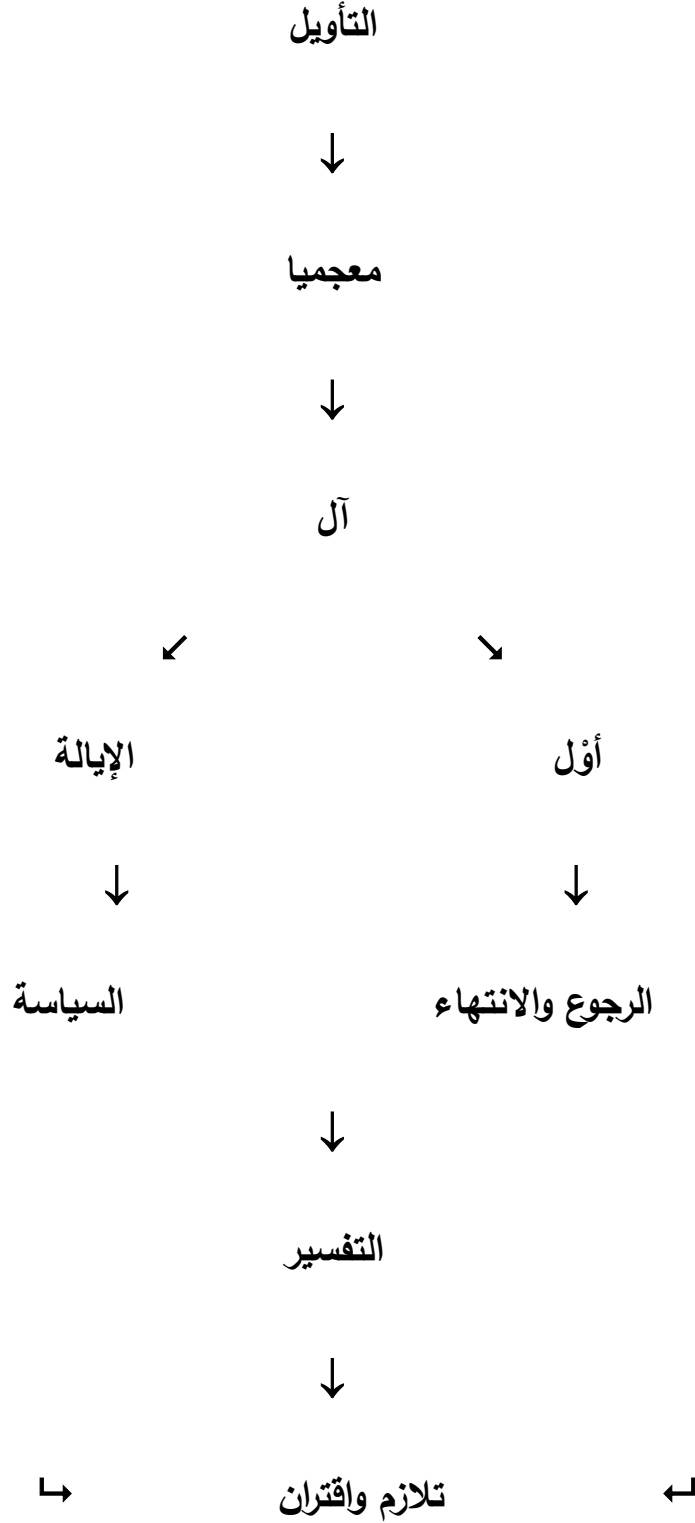 التأويل
↓
معجميا
↓
آل
↘ ↙
أوْل الإيالة
↓ ↓
الرجوع والانتهاء السياسة
↓
التفسير
↓
↵ تلازم واقتران ↳